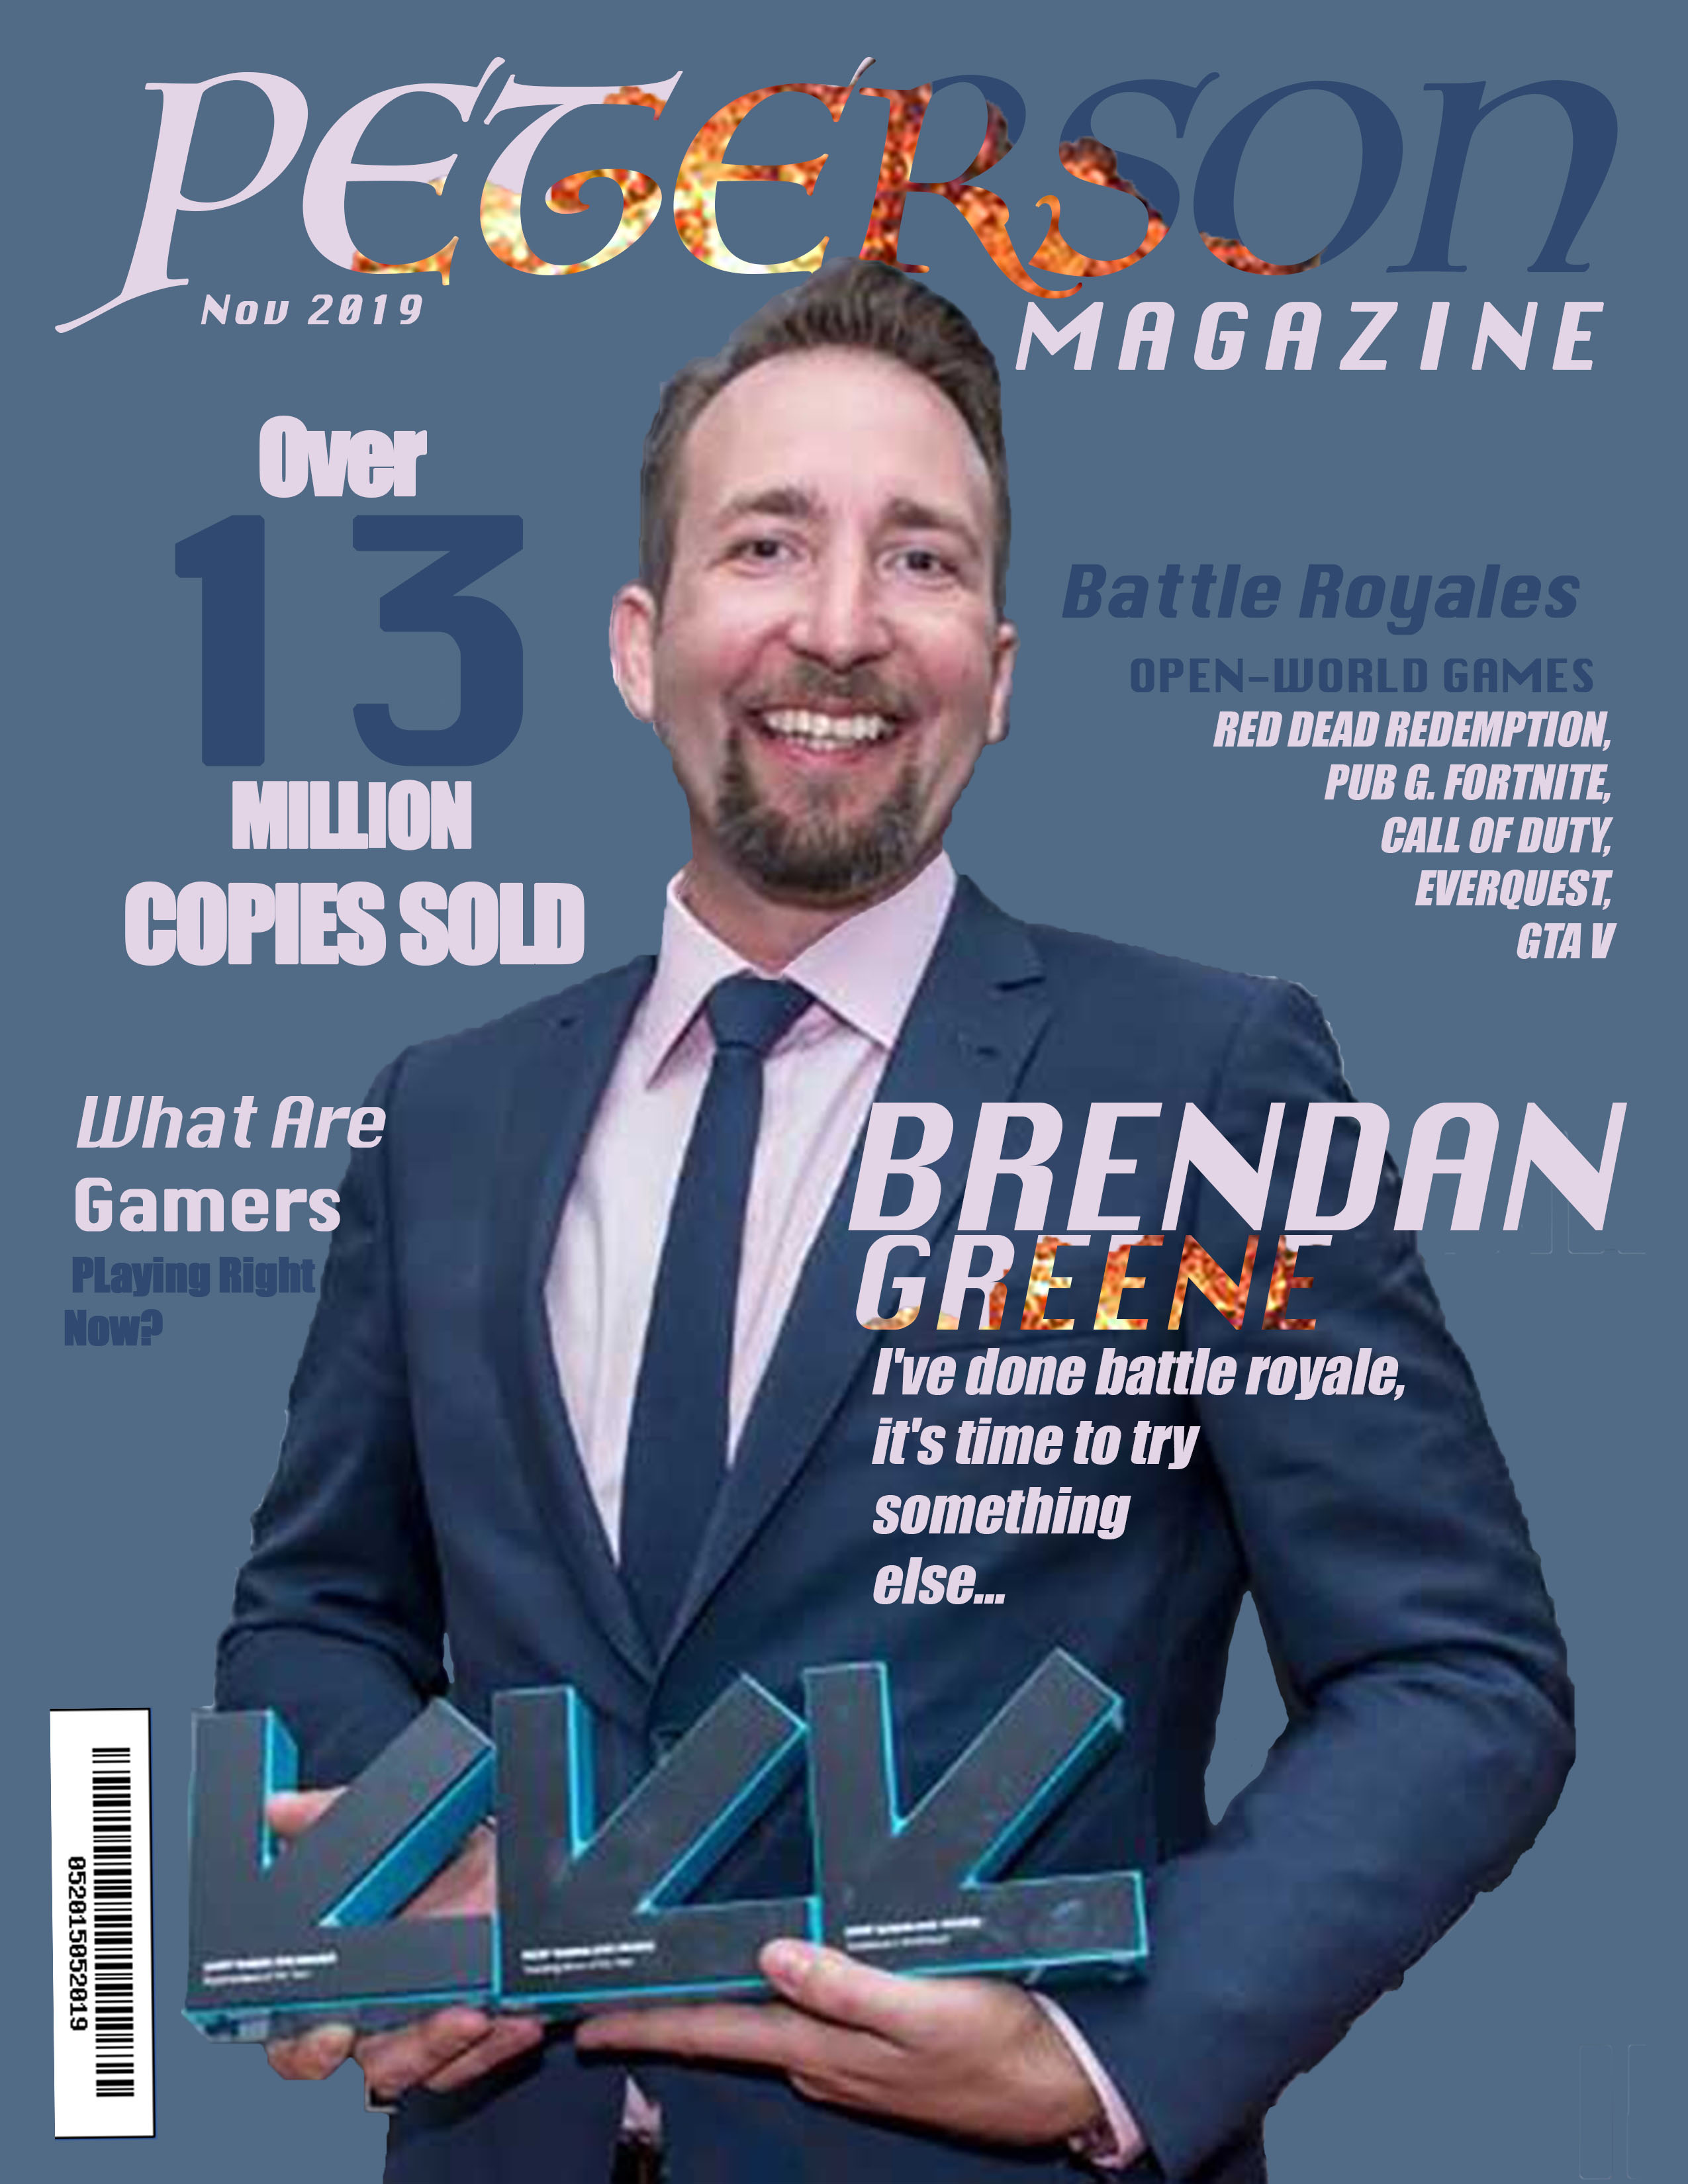 PETERSON
Nov 2019
MAGAZINE
Over
13
MILLION
COPIES SOLD
Battle Royales
OPEN-WORLD GAMES
RED DEAD REDEMPTION,
PUB G. FORTNITE,
CALL OF DUTY,
EVERQUEST,
GTA V
What Are
Gamers
PLaying Right
Now?
BRENDAN
GREENE
I've done battle royale,
it's time to try
something
else...
052815052019